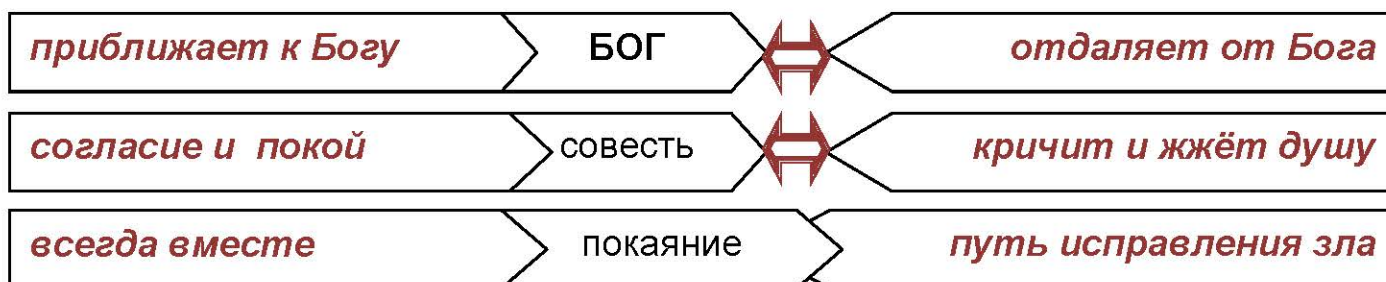 приближает к Богу БОГ отдаляет от Бога
согласие и покой совесть кричит и жжёт душу
всегда вместе покаяние путь исправления зла